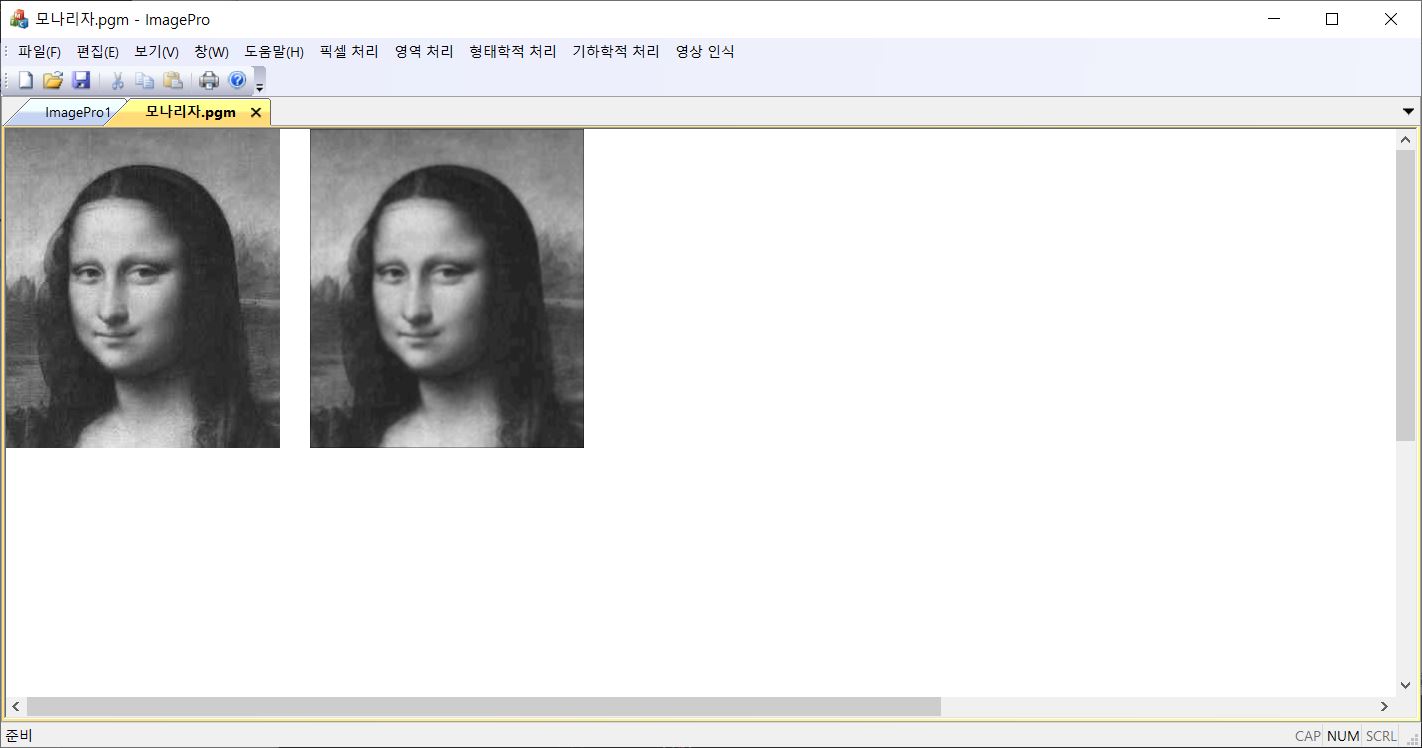 모나리자.pgm - ImagePro
파일(F) 편집(E) 보기(V) 창(W) 도움말(H) 픽셀 처리 영역 처리 형태학적 처리 기하학적 처리 영상 인식
ImagePro1 모나리자.pgm
준비 CAP NUM SCRL